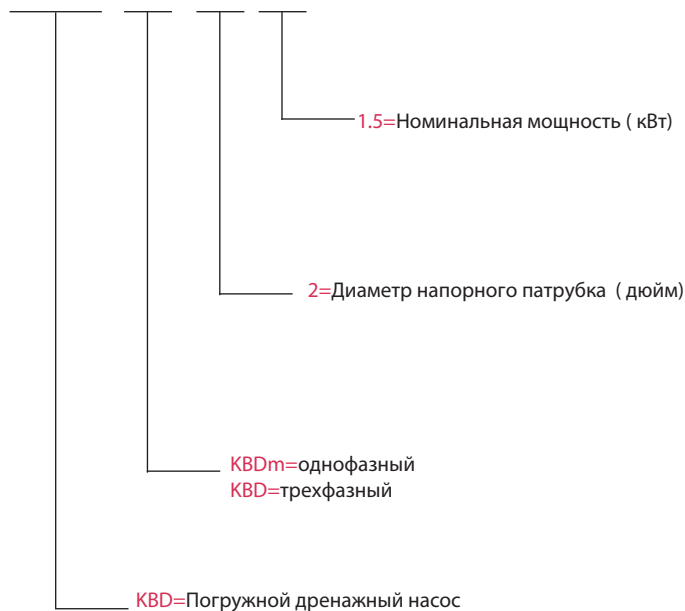 1.5=Номинальная мощность ( кВт)
2=Диаметр напорного патрубка ( дюйм)
KBDm=однофазный
KBD=трехфазный
KBD=Погружной дренажный насос